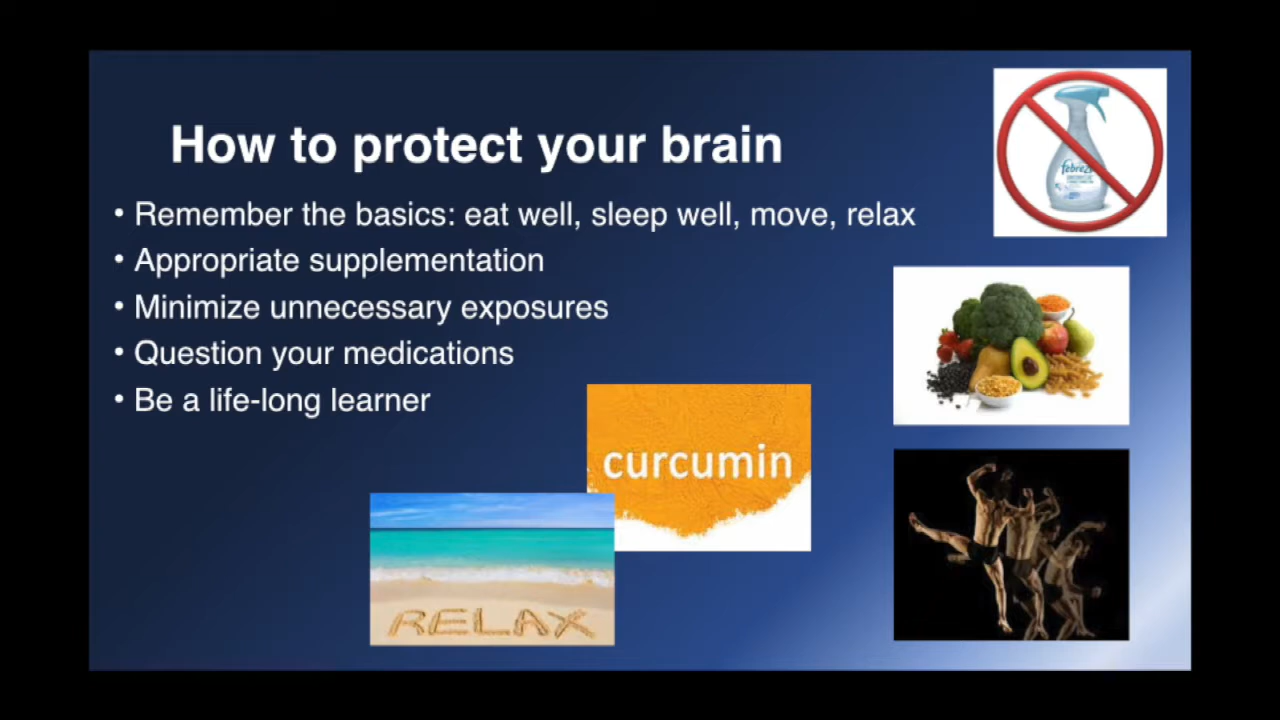 How to protect your brain
• Remember the basics: eat well, sleep well, move, relax
• Appropriate supplementation
• Minimize unnecessary exposures
• Question your medications
• Be a life-long learner
febreze
curcumin
RELAX